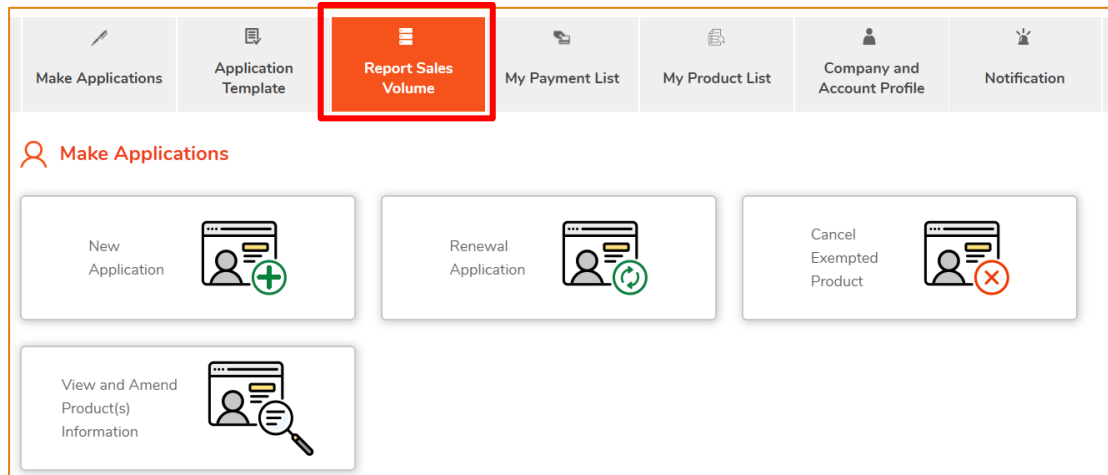 Make Applications
Application
Template
Report Sales
Volume
My Payment List
My Product List
Company and
Account Profile
Notification
Make Applications
New
Application
Renewal
Application
Cancel
Exempted
Product
View and Amend
Product(s)
Information